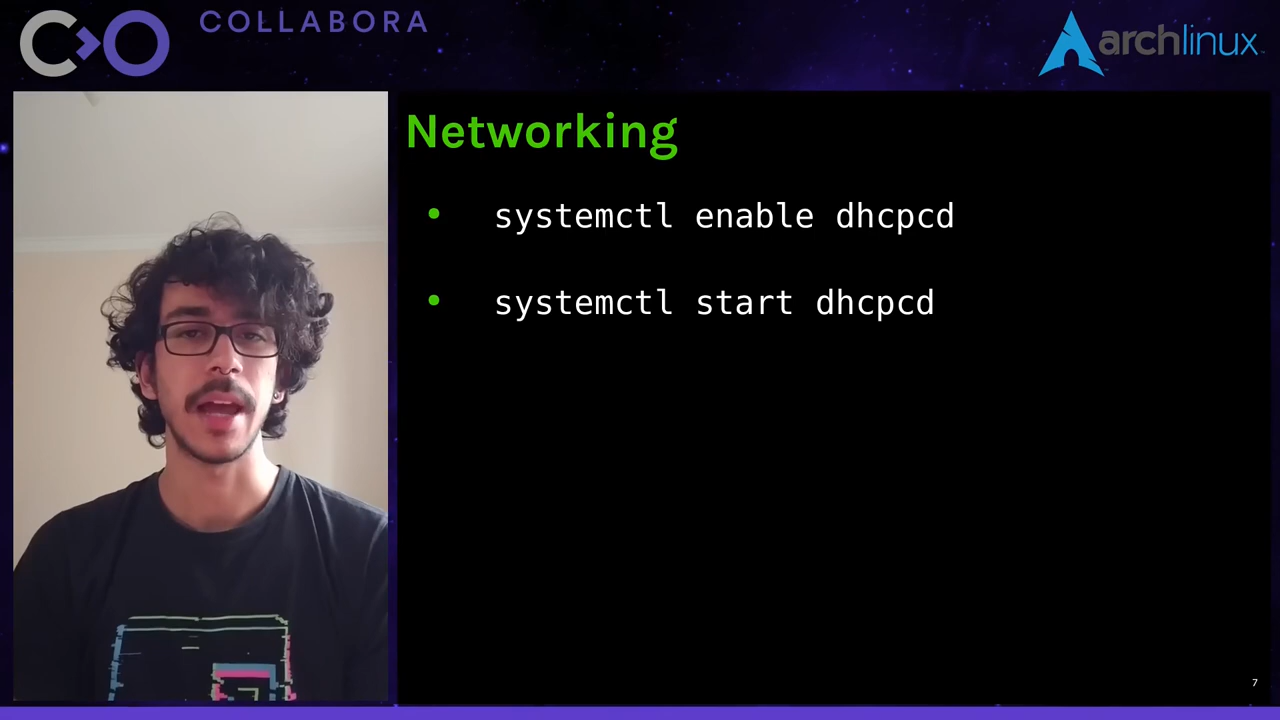 COLLABORA
archlinux
Networking
• systemctl enable dhcpcd
• systemctl start dhcpcd
7